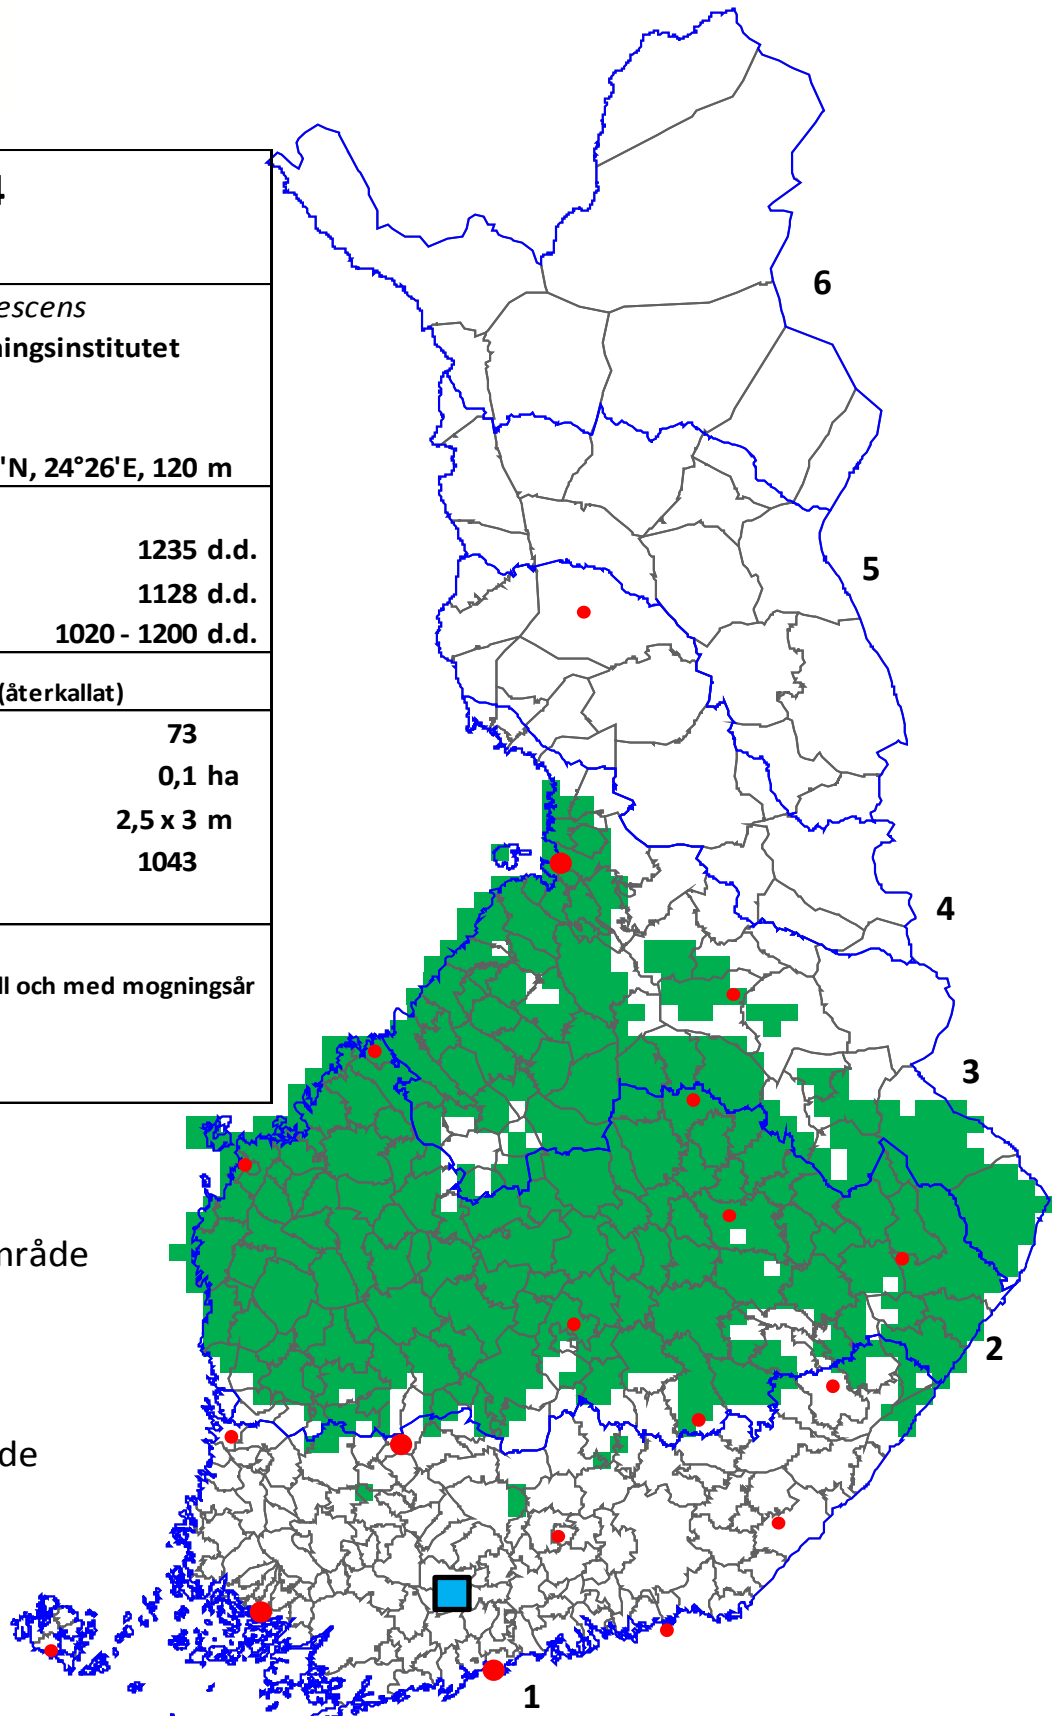 4
escens
ningsinstitutet
'N, 24°26'E, 120 m
1235 d.d.
1128 d.d.
1020 - 1200 d.d.
(återkallat)
73
0,1 ha
2,5 x 3 m
1043
ll och med mogningsår
nråde
de
6
5
4
3
2
1